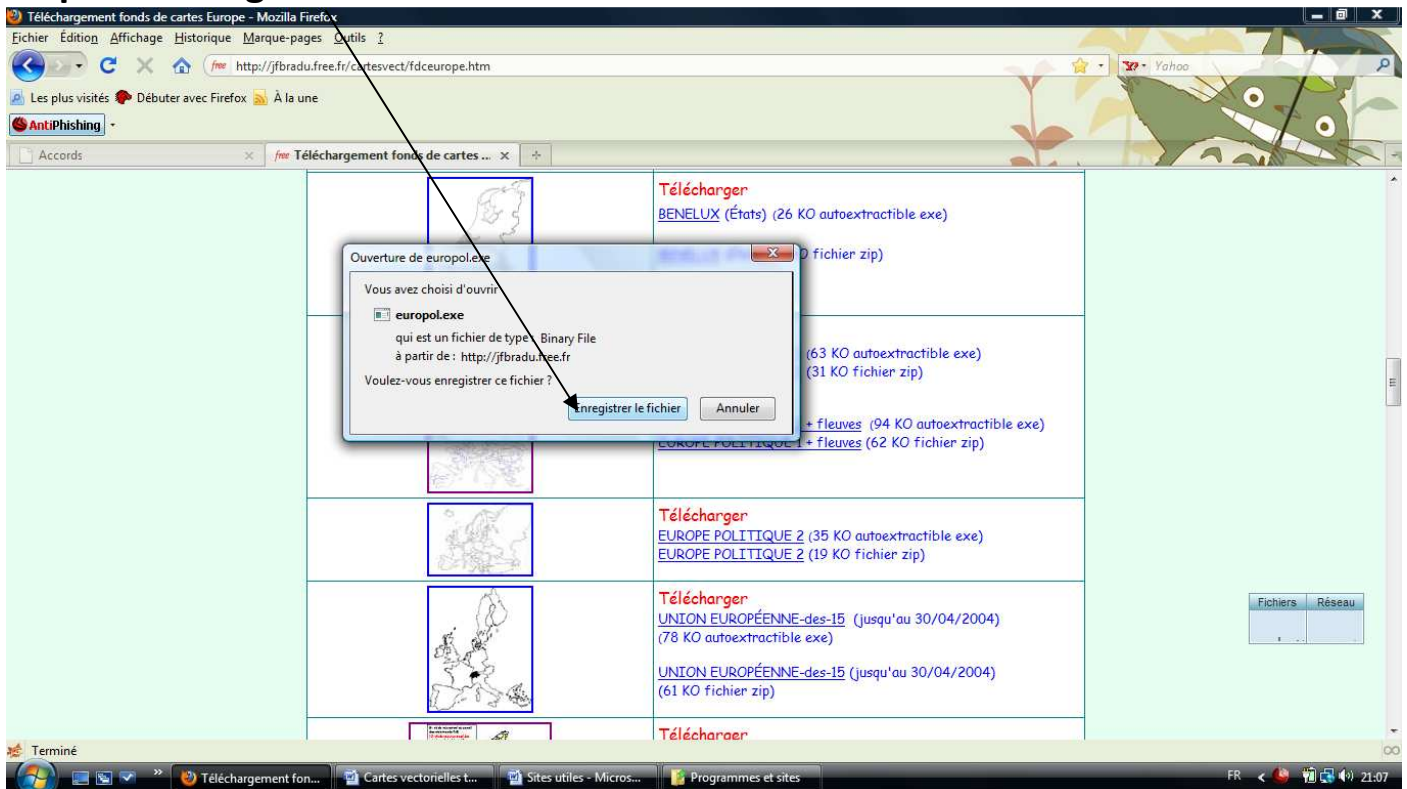 Téléchargement fonds de cartes Europe - Mozilla Firefox
Fichier Édition Affichage Historique Marque-pages Outils ?
free http://jfbradu.free.fr/cartesvect/fdceurope.htm
Yahoo
Les plus visités Débuter avec Firefox À la une
AntiPhishing
Accords
free Téléchargement fonds de cartes ...
Télécharger
BENELUX (États) (26 KO autoextractible exe)
O fichier zip)
Ouverture de europol.exe
Vous avez choisi d'ouvrir
europol.exe
qui est un fichier de type : Binary File
à partir de : http://jfbradu.free.fr
Voulez-vous enregistrer ce fichier ?
Enregistrer le fichier
Annuler
(63 KO autoextractible exe)
(31 KO fichier zip)
+ fleuves (94 KO autoextractible exe)
EUROPE POLITIQUE 1 + fleuves (62 KO fichier zip)
Télécharger
EUROPE POLITIQUE 2 (35 KO autoextractible exe)
EUROPE POLITIQUE 2 (19 KO fichier zip)
Télécharger
UNION EUROPÉENNE-des-15 (jusqu'au 30/04/2004)
(78 KO autoextractible exe)
UNION EUROPÉENNE-des-15 (jusqu'au 30/04/2004)
(61 KO fichier zip)
Télécharger
Fichiers Réseau
Terminé
Téléchargement fon...
Cartes vectorielles t...
Sites utiles - Micros...
Programmes et sites
FR
21:07